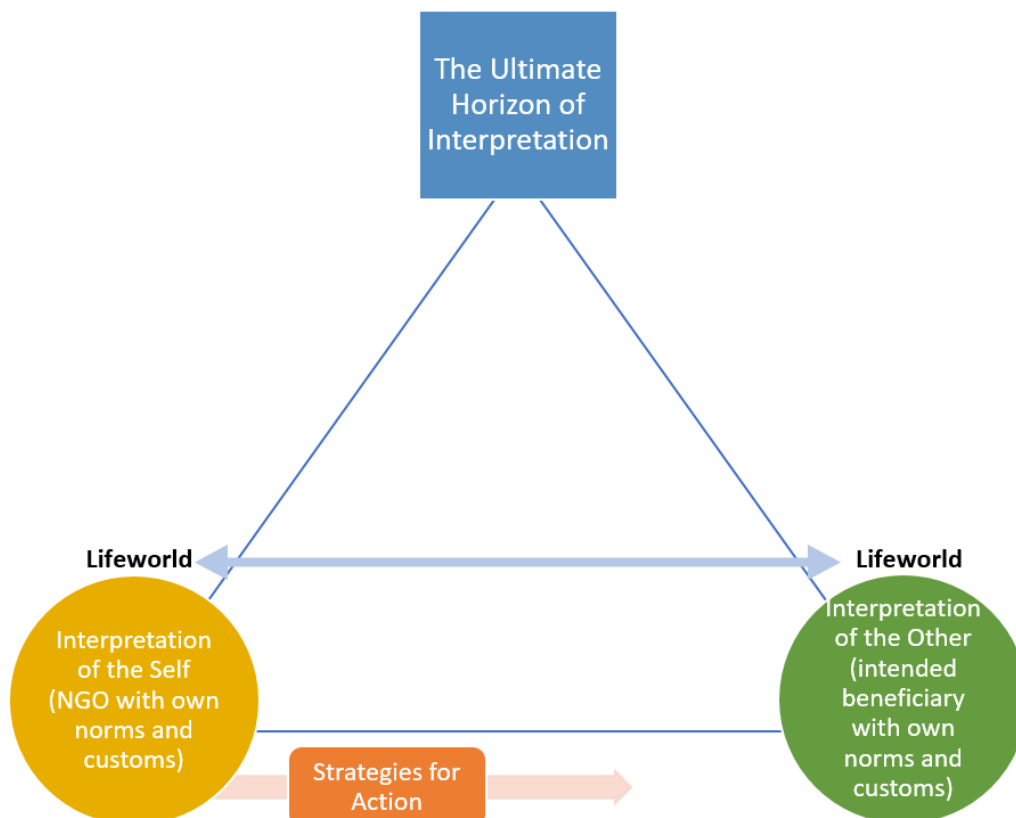 The Ultimate
Horizon of
Interpretation
Lifeworld
Lifeworld
Interpretation
of the Self
(NGO with own
norms and
customs)
Interpretation
of the Other
(intended
beneficiary
with own
norms and
customs)
Strategies for
Action